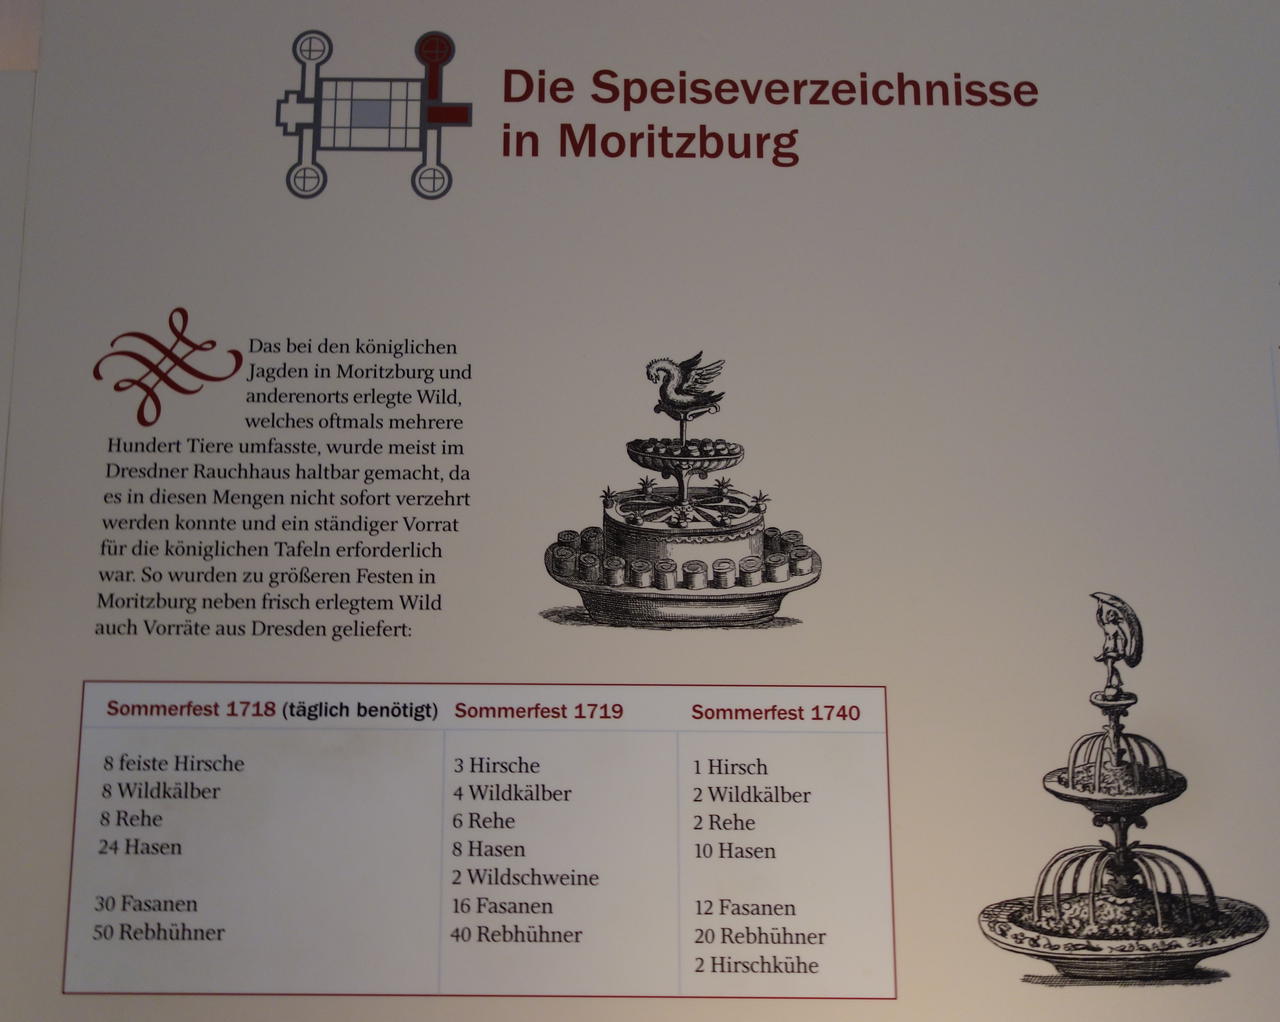 Die Speiseverzeichnisse
in Moritzburg
Das bei den königlichen
Jagden in Moritzburg und
anderenorts erlegte Wild,
welches oftmals mehrere
Hundert Tiere umfasste, wurde meist im
Dresdner Rauchhaus haltbar gemacht, da
es in diesen Mengen nicht sofort verzehrt
werden konnte und ein ständiger Vorrat
für die königlichen Tafeln erforderlich
war. So wurden zu größeren Festen in
Moritzburg neben frisch erlegtem Wild
auch Vorräte aus Dresden geliefert:
Sommerfest 1718 (täglich benötigt)
8 feiste Hirsche
8 Wildkälber
8 Rehe
24 Hasen
30 Fasanen
50 Rebhühner
Sommerfest 1719
3 Hirsche
4 Wildkälber
6 Rehe
8 Hasen
2 Wildschweine
16 Fasanen
40 Rebhühner
Sommerfest 1740
1 Hirsch
2 Wildkälber
2 Rehe
10 Hasen
12 Fasanen
20 Rebhühner
2 Hirschkühe